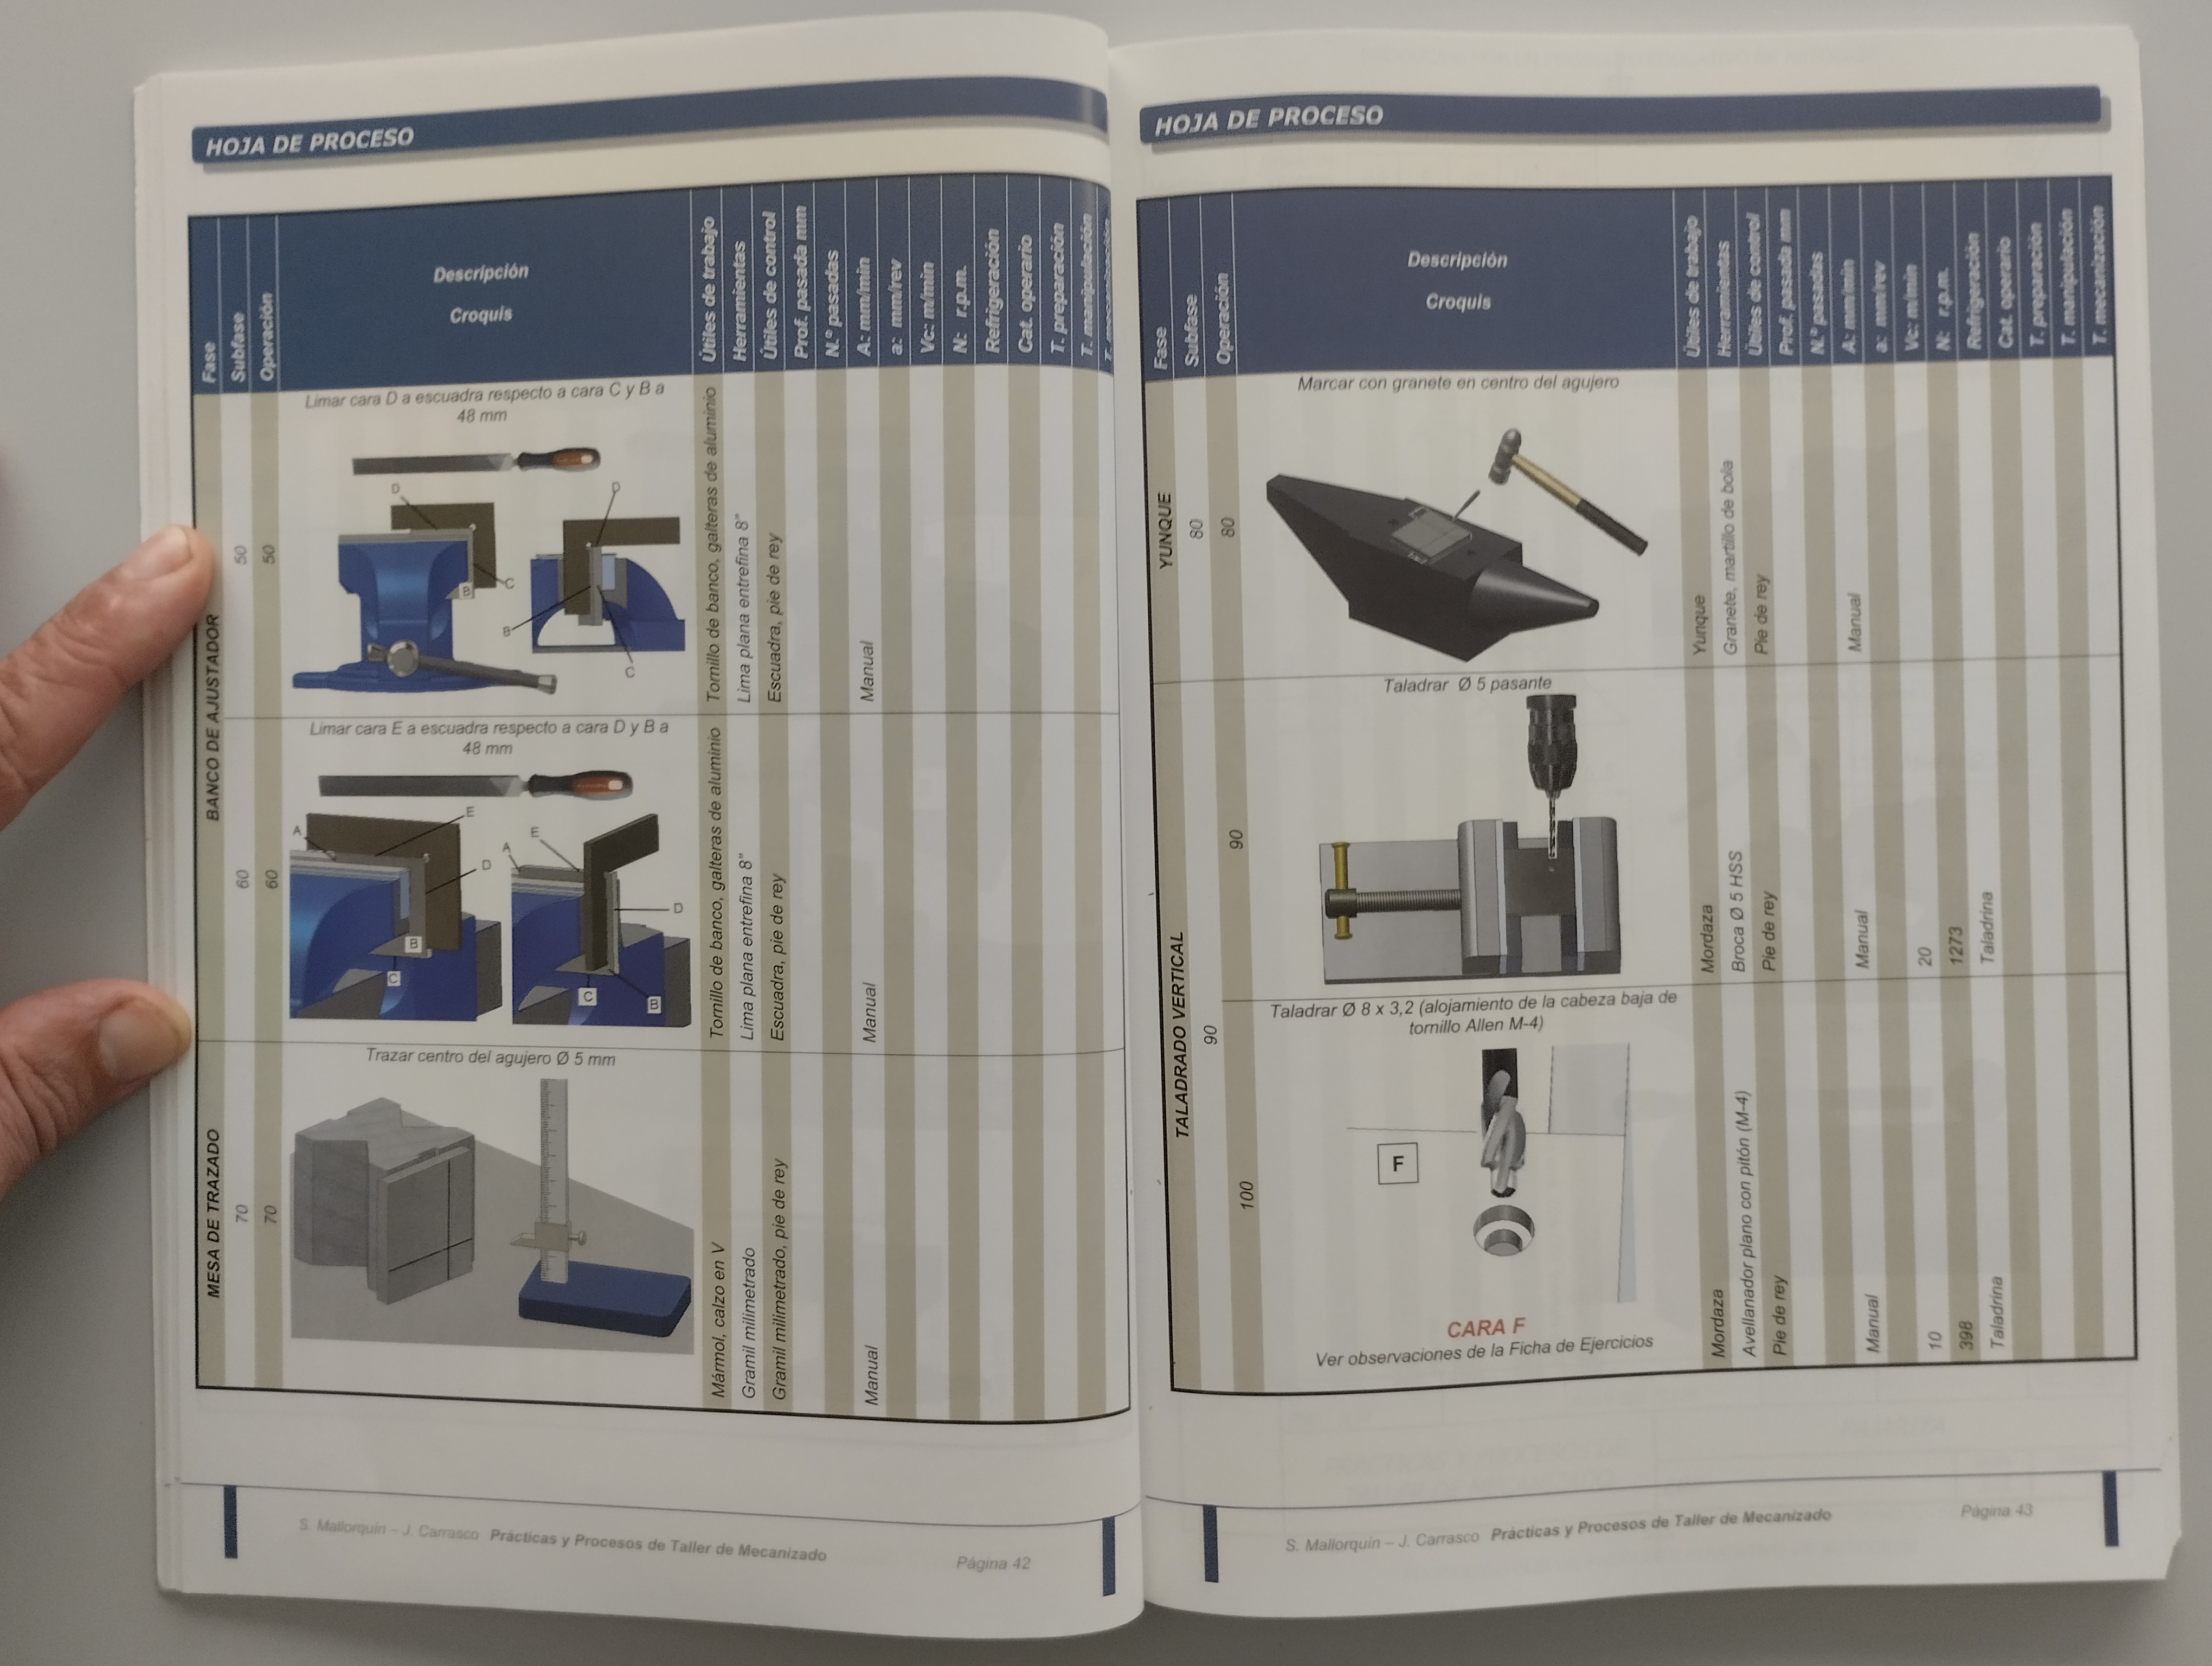 HOJA DE PROCESO
Fase
Subfase
Operación
Descripción
Croquis
Útiles de trabajo
Herramientas
Útiles de control
Prof. pasada mm
N.º pasadas
A: mm/min
a: mm/rev
Vc: m/min
N: r.p.m.
Refrigeración
Cat. operario
T. preparación
T. manipulación
T. mecanización
BANCO DE AJUSTADOR
50
50
Limar cara D a escuadra respecto a cara C y B a
48 mm
D
C
B
D
B
C
Tornillo de banco, galteras de aluminio
Lima plana entrefina 8"
Escuadra, pie de rey
Manual
60
60
Limar cara E a escuadra respecto a cara D y B a
48 mm
A
E
D
B
C
E
A
D
C
B
Tornillo de banco, galteras de aluminio
Lima plana entrefina 8"
Escuadra, pie de rey
Manual
MESA DE TRAZADO
70
70
Trazar centro del agujero Ø 5 mm
Mármol, calzo en V
Gramil milimetrado
Gramil milimetrado, pie de rey
Manual
S. Mallorquín – J. Carrasco Prácticas y Procesos de Taller de Mecanizado
Página 42
HOJA DE PROCESO
Fase
Subfase
Operación
Descripción
Croquis
Útiles de trabajo
Herramientas
Útiles de control
Prof. pasada mm
N.º pasadas
A: mm/min
a: mm/rev
Vc: m/min
N: r.p.m.
Refrigeración
Cat. operario
T. preparación
T. manipulación
T. mecanización
YUNQUE
80
80
Marcar con granete en centro del agujero
Yunque
Granete, martillo de bola
Pie de rey
Manual
TALADRADO VERTICAL
90
90
Taladrar Ø 5 pasante
Mordaza
Broca Ø 5 HSS
Pie de rey
Manual
20
1273
Taladrina
100
Taladrar Ø 8 x 3,2 (alojamiento de la cabeza baja de
tornillo Allen M-4)
F
CARA F
Ver observaciones de la Ficha de Ejercicios
Mordaza
Avellanador plano con pitón (M-4)
Pie de rey
Manual
10
398
Taladrina
S. Mallorquín – J. Carrasco Prácticas y Procesos de Taller de Mecanizado
Página 43